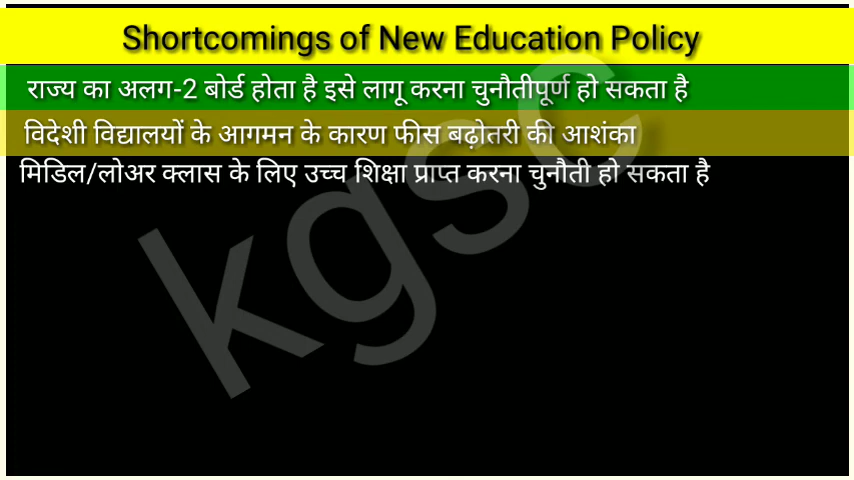 Shortcomings of New Education Policy
राज्य का अलग-2 बोर्ड होता है इसे लागू करना चुनौतीपूर्ण हो सकता है
विदेशी विद्यालयों के आगमन के कारण फीस बढ़ोतरी की आशंका
मिडिल/लोअर क्लास के लिए उच्च शिक्षा प्राप्त करना चुनौती हो सकता है
kgsc